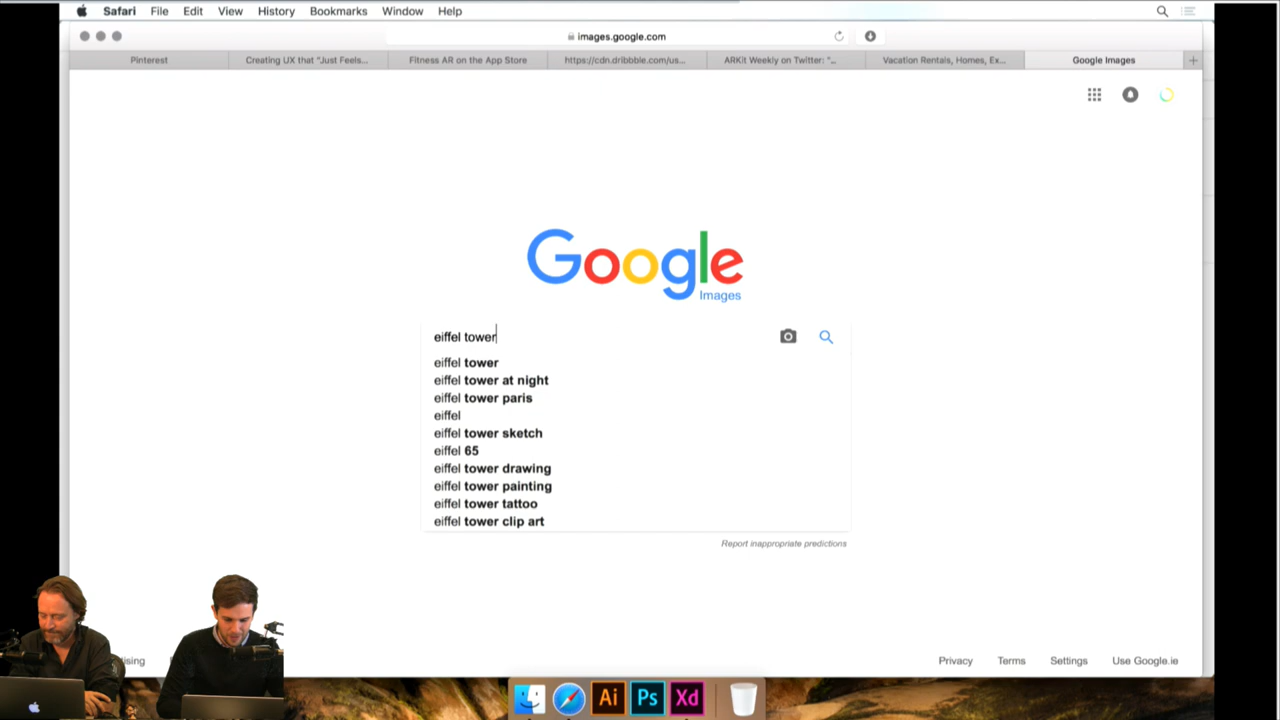 Safari File Edit View History Bookmarks Window Help
images.google.com
Pinterest Creating UX that "Just Feels... Fitness AR on the App Store https://cdn.dribbble.com/us... ARKit Weekly on Twitter: "... Vacation Rentals, Homes, Ex... Google Images
Google
Images
eiffel tower
eiffel tower
eiffel tower at night
eiffel tower paris
eiffel
eiffel tower sketch
eiffel 65
eiffel tower drawing
eiffel tower painting
eiffel tower tattoo
eiffel tower clip art
Report inappropriate predictions
Privacy Terms Settings Use Google.ie
Ai Ps Xd